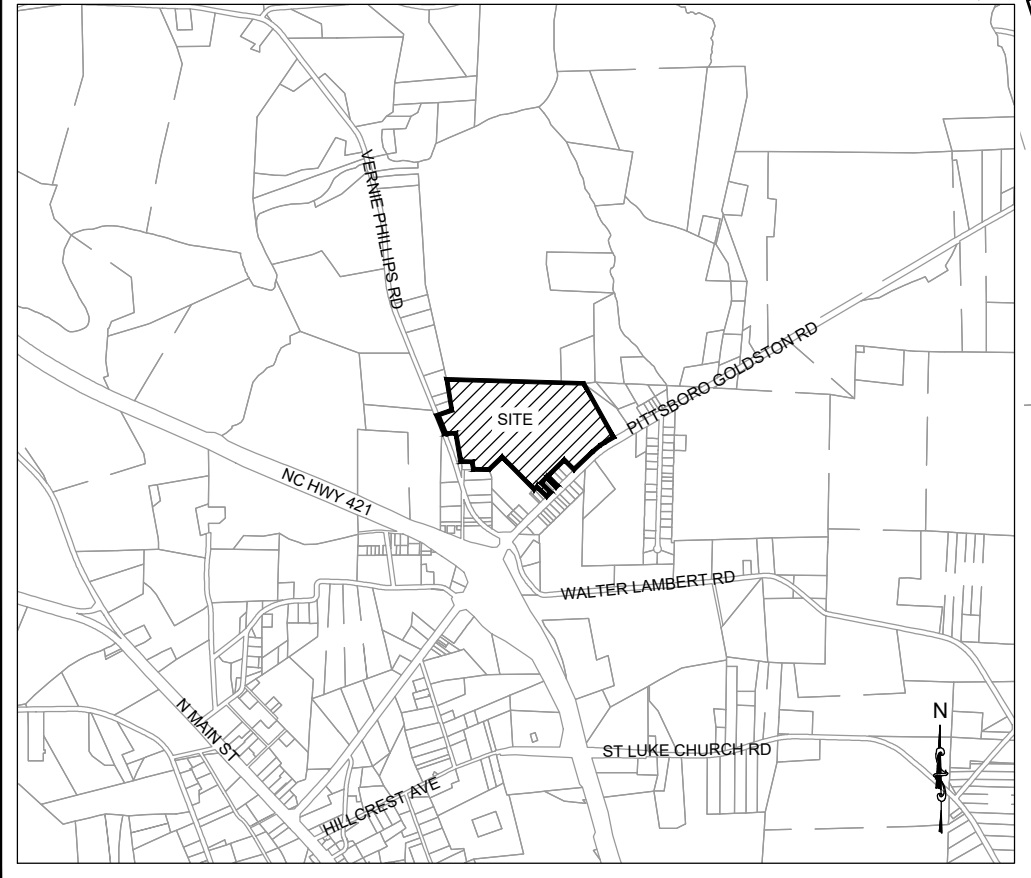 VERNIE PHILLIPS RD
PITTSBORO GOLDSTON RD
SITE
NC HWY 421
WALTER LAMBERT RD
N MAIN ST
N
ST LUKE CHURCH RD
HILLCREST AVE